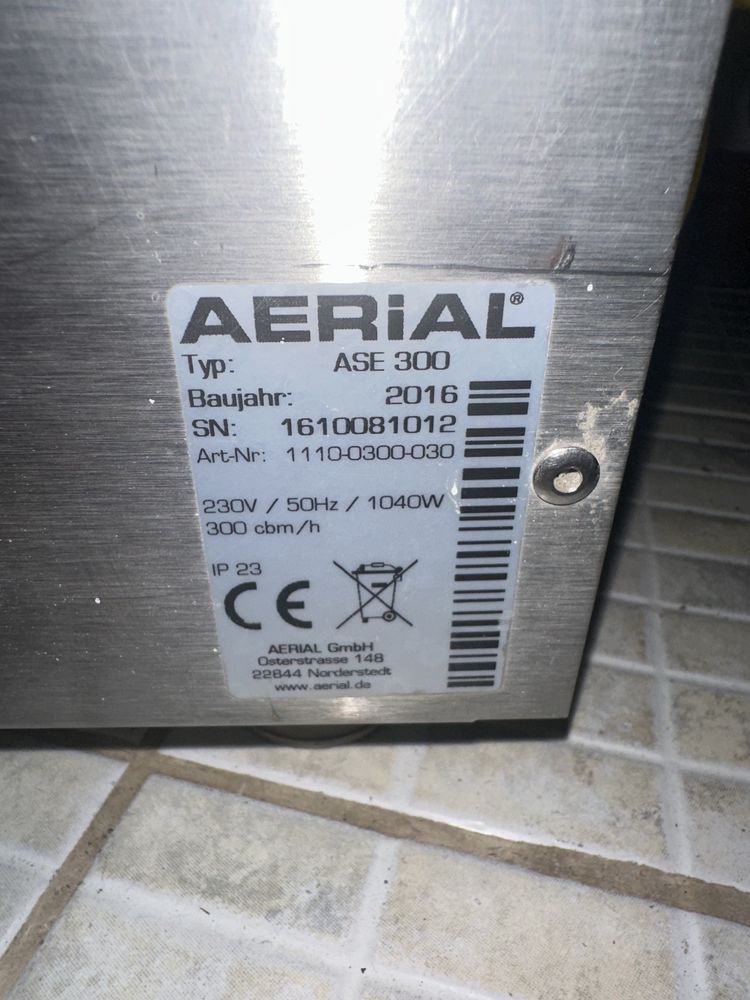 AERiAL®
Typ: ASE 300
Baujahr: 2016
SN: 1610081012
Art-Nr: 1110-0300-030
230V / 50Hz / 1040W
300 cbm/h
IP 23
CE
AERIAL GmbH
Osterstrasse 148
22844 Norderstedt
www.aerial.de